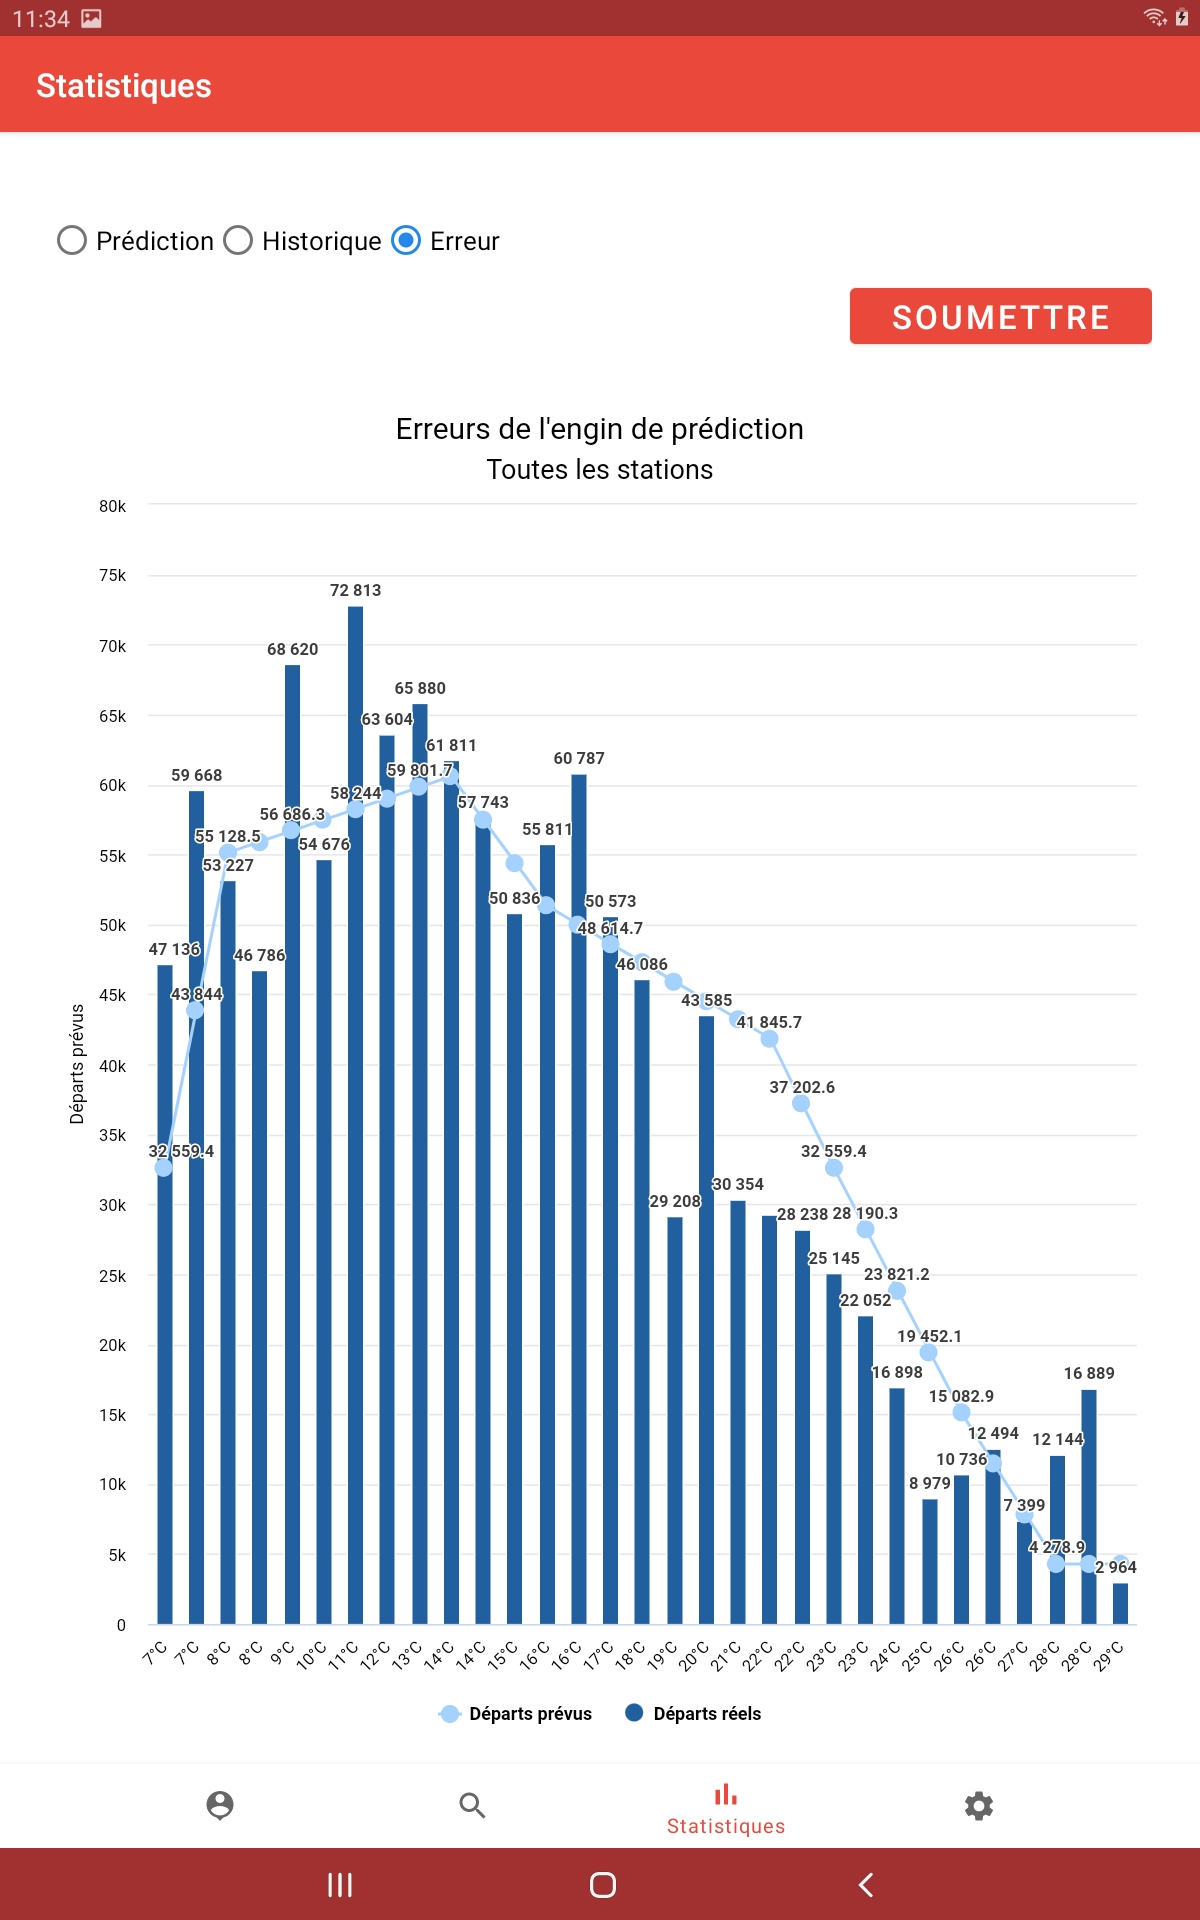 11:34
Statistiques
Prédiction Historique Erreur
SOUMETTRE
Erreurs de l'engin de prédiction
Toutes les stations
80k
75k
72 813
70k
68 620
65 880
65k
63 604
61 811
60 787
60k
59 668
59 801.7
58 244
57 743
56 686.3
55 811
55 128.5
54 676
55k
53 227
50 836
50 573
50k
48 614.7
47 136
46 786
46 086
45k
43 844
43 585
41 845.7
40k
37 202.6
35k
32 559.4
32 559.4
30k
30 354
29 208
28 238
28 190.3
25 145
25k
23 821.2
22 052
20k
19 452.1
16 898
16 889
15 082.9
15k
12 494
12 144
10 736
10k
8 979
7 399
5k
4 278.9
2 964
0
Départs prévus
7°C 7°C 8°C 8°C 9°C 10°C 11°C 12°C 13°C 14°C 14°C 15°C 16°C 16°C 17°C 18°C 19°C 20°C 21°C 22°C 22°C 23°C 23°C 24°C 25°C 26°C 26°C 27°C 28°C 28°C 29°C
Départs prévus Départs réels
Statistiques